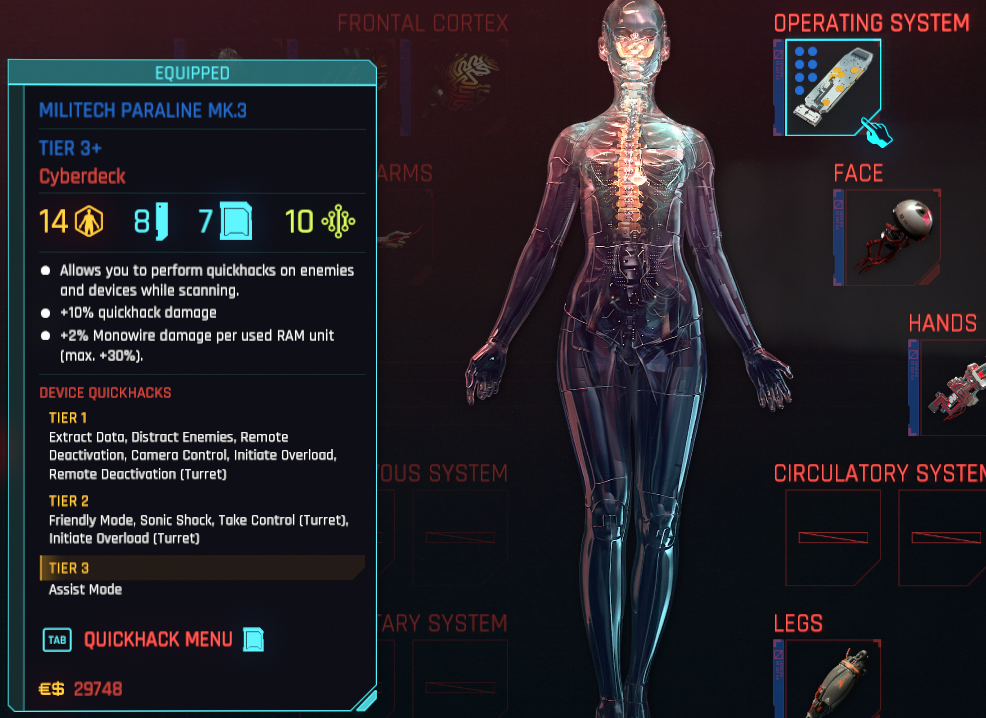 FRONTAL CORTEX
OPERATING SYSTEM
EQUIPPED
MILITECH PARALINE MK.3
TIER 3+
Cyberdeck
14 8 7 10
Allows you to perform quickhacks on enemies
and devices while scanning.
+10% quickhack damage
+2% Monowire damage per used RAM unit
(max. +30%).
DEVICE QUICKHACKS
TIER 1
Extract Data, Distract Enemies, Remote
Deactivation, Camera Control, Initiate Overload,
Remote Deactivation (Turret)
TIER 2
Friendly Mode, Sonic Shock, Take Control (Turret),
Initiate Overload (Turret)
TIER 3
Assist Mode
TAB QUICKHACK MENU
€$ 29748
ARMS
OUS SYSTEM
TARY SYSTEM
FACE
HANDS
CIRCULATORY SYSTEM
LEGS